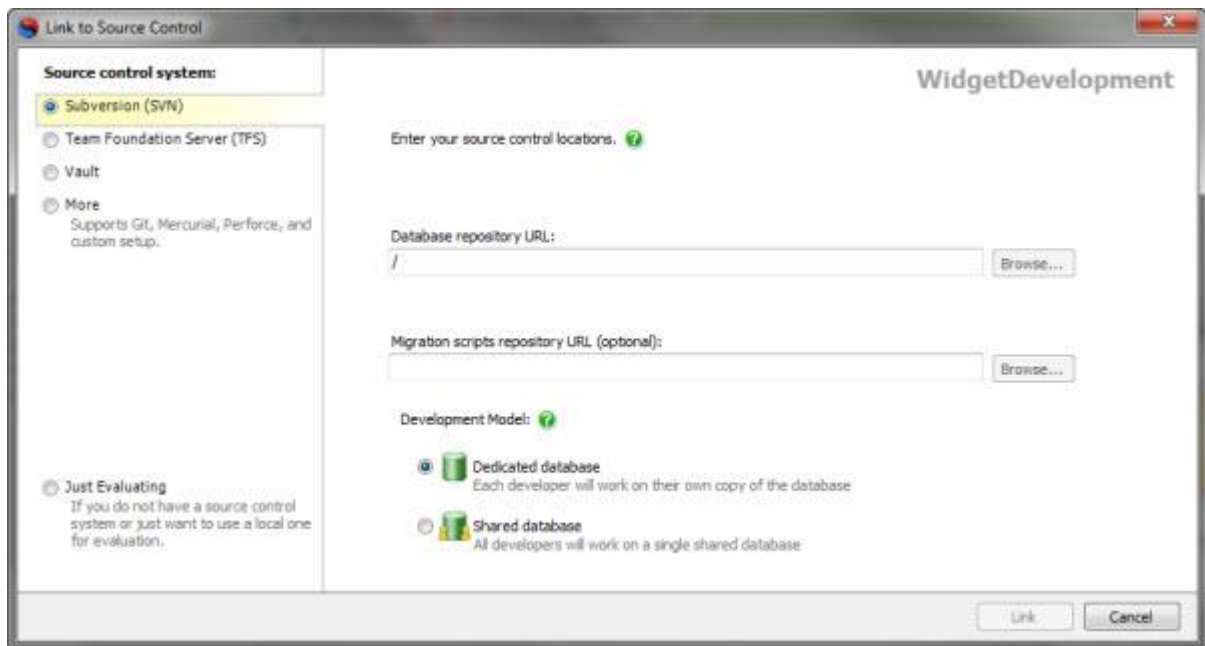 Link to Source Control
Source control system:
Subversion (SVN)
Team Foundation Server (TFS)
Vault
More
Supports Git, Mercurial, Perforce, and
custom setup.
Just Evaluating
If you do not have a source control
system or just want to use a local one
for evaluation.
WidgetDevelopment
Enter your source control locations.
Database repository URL:
/
Browse...
Migration scripts repository URL (optional):
Browse...
Development Model:
Dedicated database
Each developer will work on their own copy of the database
Shared database
All developers will work on a single shared database
Link
Cancel